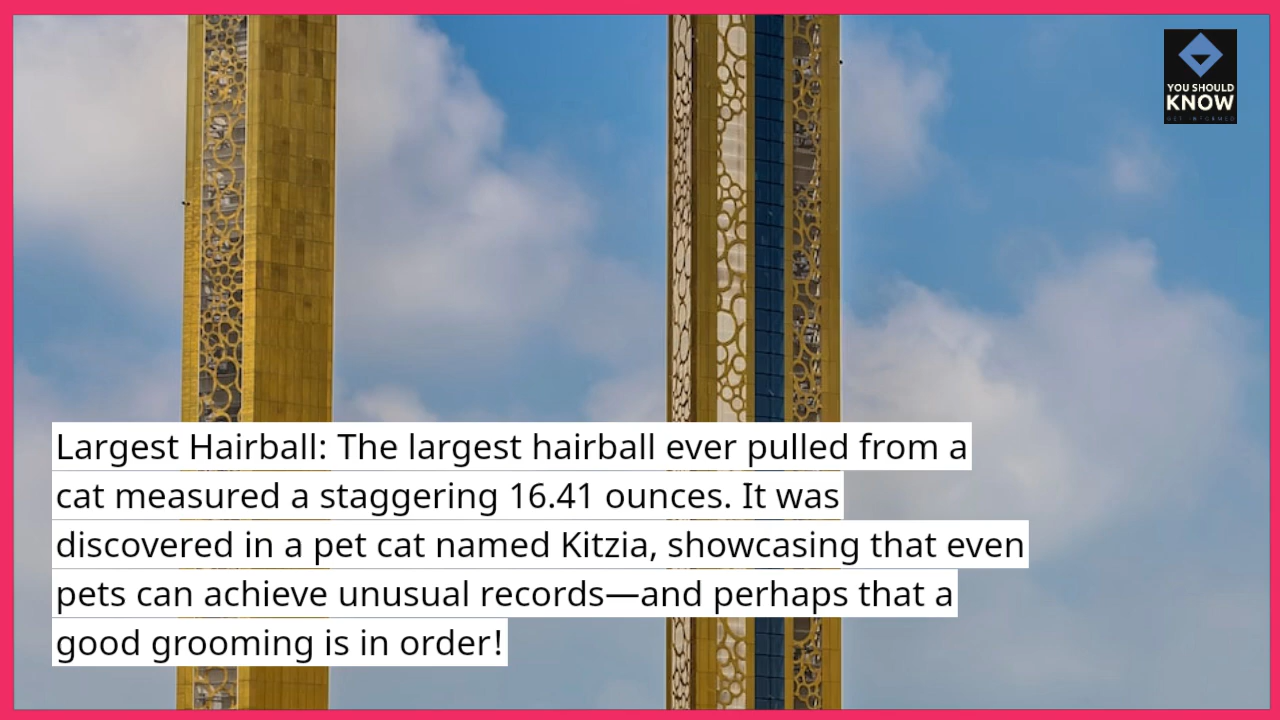 YOU SHOULD
KNOW
GET INFORMED
Largest Hairball: The largest hairball ever pulled from a
cat measured a staggering 16.41 ounces. It was
discovered in a pet cat named Kitzia, showcasing that even
pets can achieve unusual records—and perhaps that a
good grooming is in order!